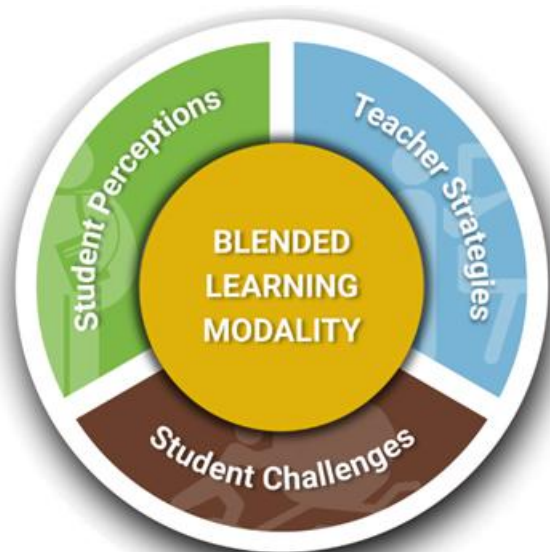 Student Perceptions
Teacher Strategies
BLENDED
LEARNING
MODALITY
Student Challenges